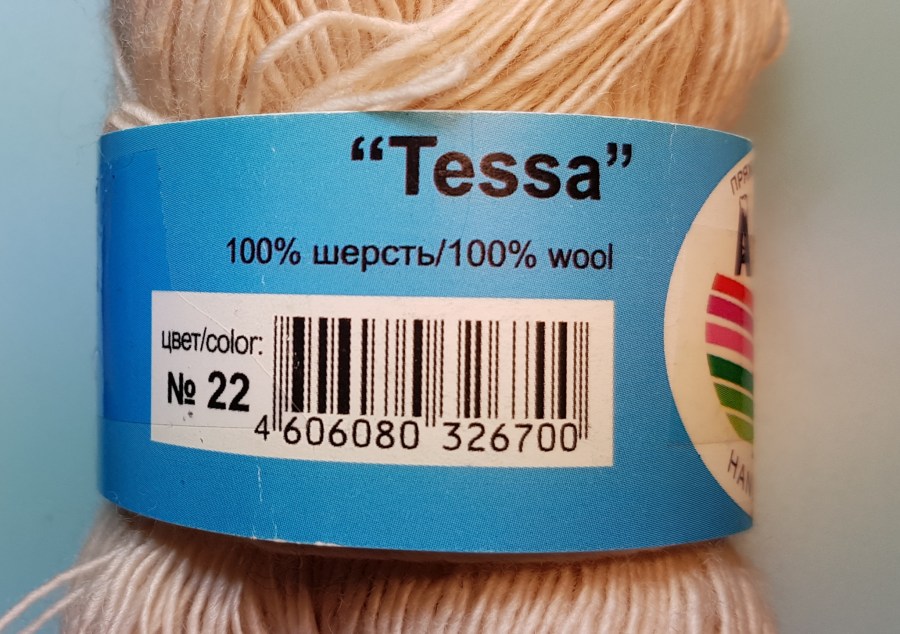 “Tessa”
100% шерсть/100% wool
цвет/color:
№ 22
4 606080 326700